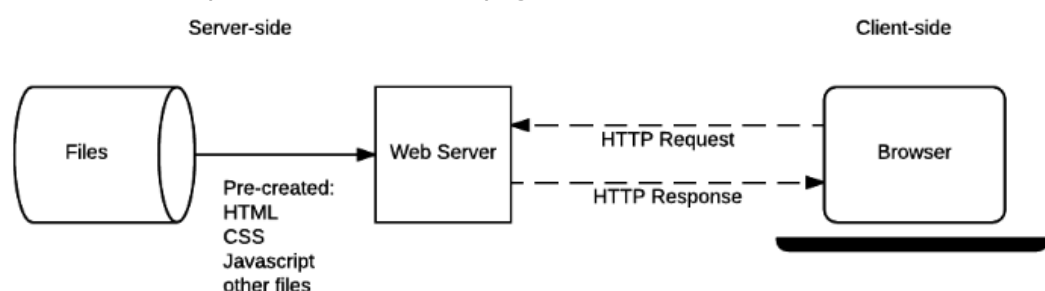 Server-side
Client-side
Files
Web Server
HTTP Request
HTTP Response
Browser
Pre-created:
HTML
CSS
Javascript
other files